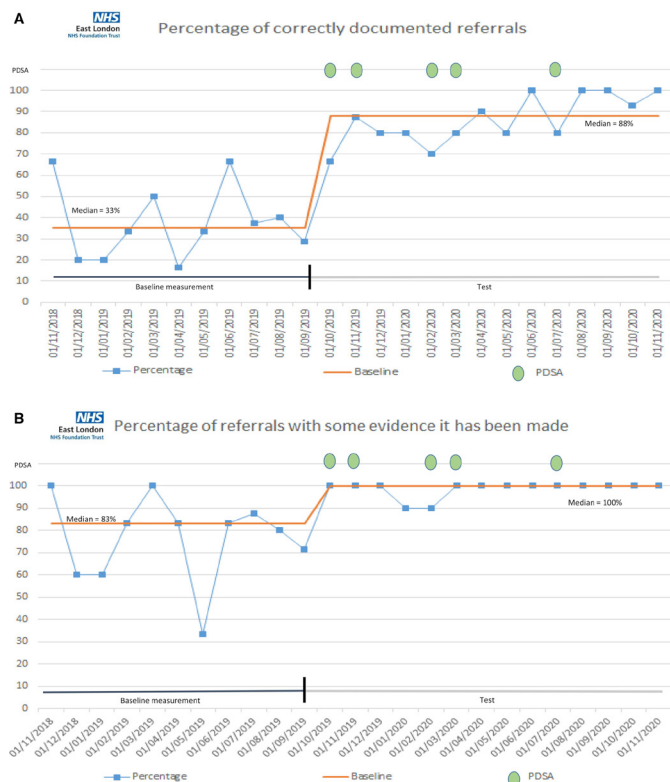 A
NHS
East London
NHS Foundation Trust
Percentage of correctly documented referrals
PDSA
100
90
80
70
60
50
40
30
20
10
0
Median = 33%
Median = 88%
Baseline measurement
Test
01/11/2018
01/12/2018
01/01/2019
01/02/2019
01/03/2019
01/04/2019
01/05/2019
01/06/2019
01/07/2019
01/08/2019
01/09/2019
01/10/2019
01/11/2019
01/12/2019
01/01/2020
01/02/2020
01/03/2020
01/04/2020
01/05/2020
01/06/2020
01/07/2020
01/08/2020
01/09/2020
01/10/2020
01/11/2020
Percentage
Baseline
PDSA
B
NHS
East London
NHS Foundation Trust
Percentage of referrals with some evidence it has been made
PDSA
100
90
80
70
60
50
40
30
20
10
0
Median = 83%
Median = 100%
Baseline measurement
Test
01/11/2018
01/12/2018
01/01/2019
01/02/2019
01/03/2019
01/04/2019
01/05/2019
01/06/2019
01/07/2019
01/08/2019
01/09/2019
01/10/2019
01/11/2019
01/12/2019
01/01/2020
01/02/2020
01/03/2020
01/04/2020
01/05/2020
01/06/2020
01/07/2020
01/08/2020
01/09/2020
01/10/2020
01/11/2020
Percentage
Baseline
PDSA